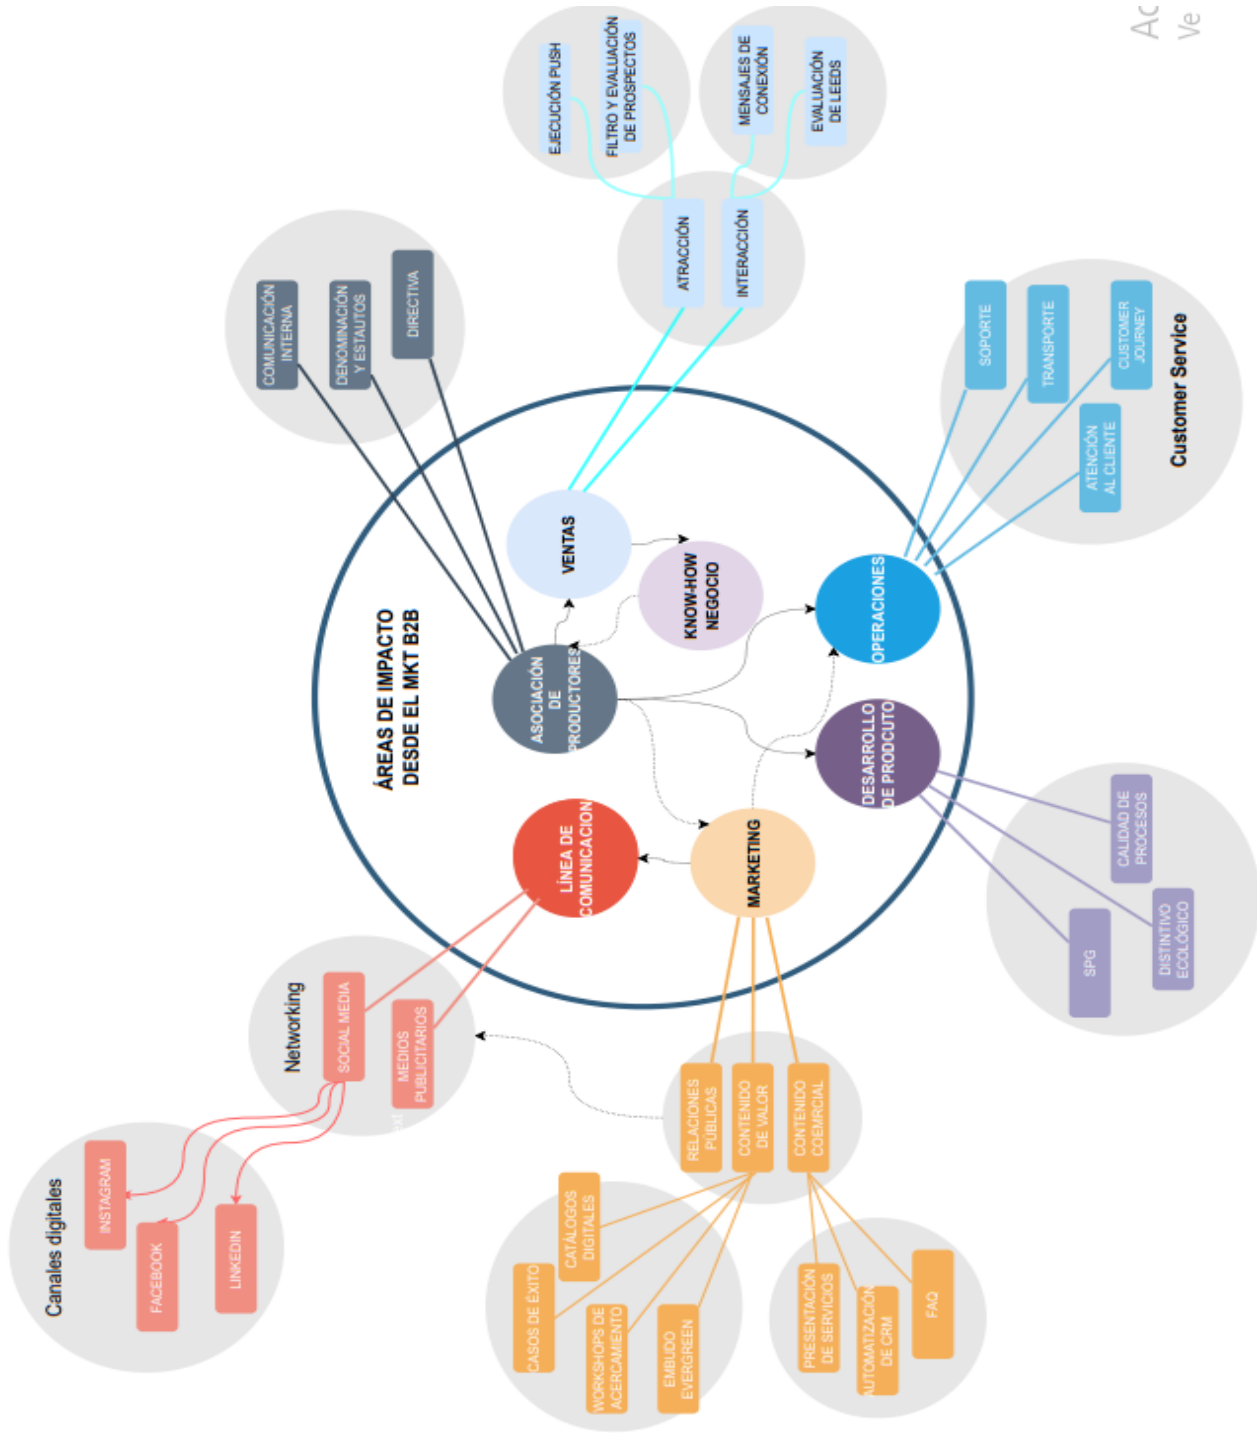 Canales digitales
INSTAGRAM
FACEBOOK
LINKEDIN
Networking
SOCIAL MEDIA
MEDIOS
PUBLICITARIOS
ext
ÁREAS DE IMPACTO
DESDE EL MKT B2B
COMUNICACIÓN
INTERNA
DENOMINACIÓN
Y ESTAUTOS
DIRECTIVA
EJECUCIÓN PUSH
FILTRO Y EVALUACIÓN
DE PROSPECTOS
MENSAJES DE
CONEXIÓN
EVALUACIÓN
DE LEEDS
ATRACCIÓN
INTERACCIÓN
LÍNEA DE
COMUNICACION
ASOCIACIÓN
DE
PRODUCTORES
VENTAS
KNOW-HOW
NEGOCIO
MARKETING
DESARROLLO
DE PRODCUTO
OPERACIONES
RELACIONES
PÚBLICAS
CONTENIDO
DE VALOR
CONTENIDO
COEMRCIAL
CASOS DE ÉXITO
CATÁLOGOS
DIGITALES
WORKSHOPS DE
ACERCAMIENTO
EMBUDO
EVERGREEN
PRESENTACIÓN
DE SERVICIOS
AUTOMATIZACIÓN
DE CRM
FAQ
SPG
CALIDAD DE
PROCESOS
DISTINTIVO
ECOLÓGICO
SOPORTE
TRANSPORTE
ATENCIÓN
AL CLIENTE
CUSTOMER
JOURNEY
Customer Service
Ac
Ve